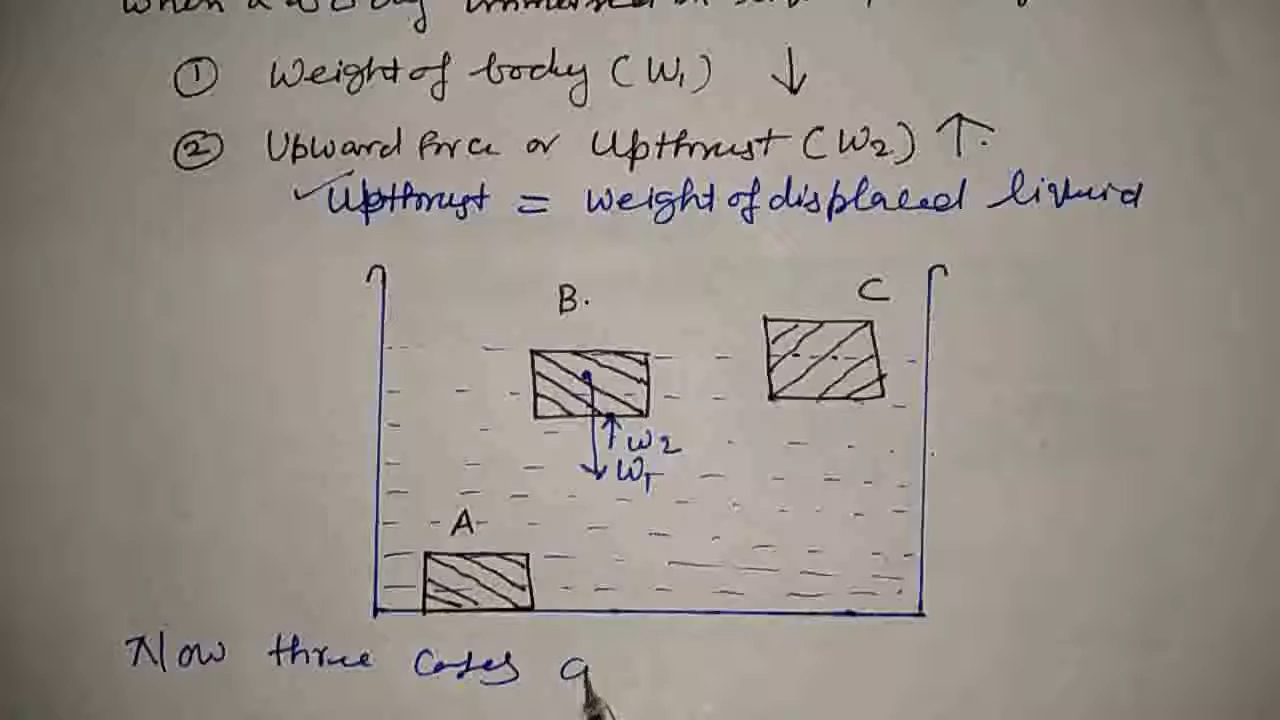 ① Weight of body (W1) ↓
② Upward Force or Upthrust (W2) ↑
✓Upthrust = Weight of displaced liquid
B.
C
W2
W1
A
Now three cases a